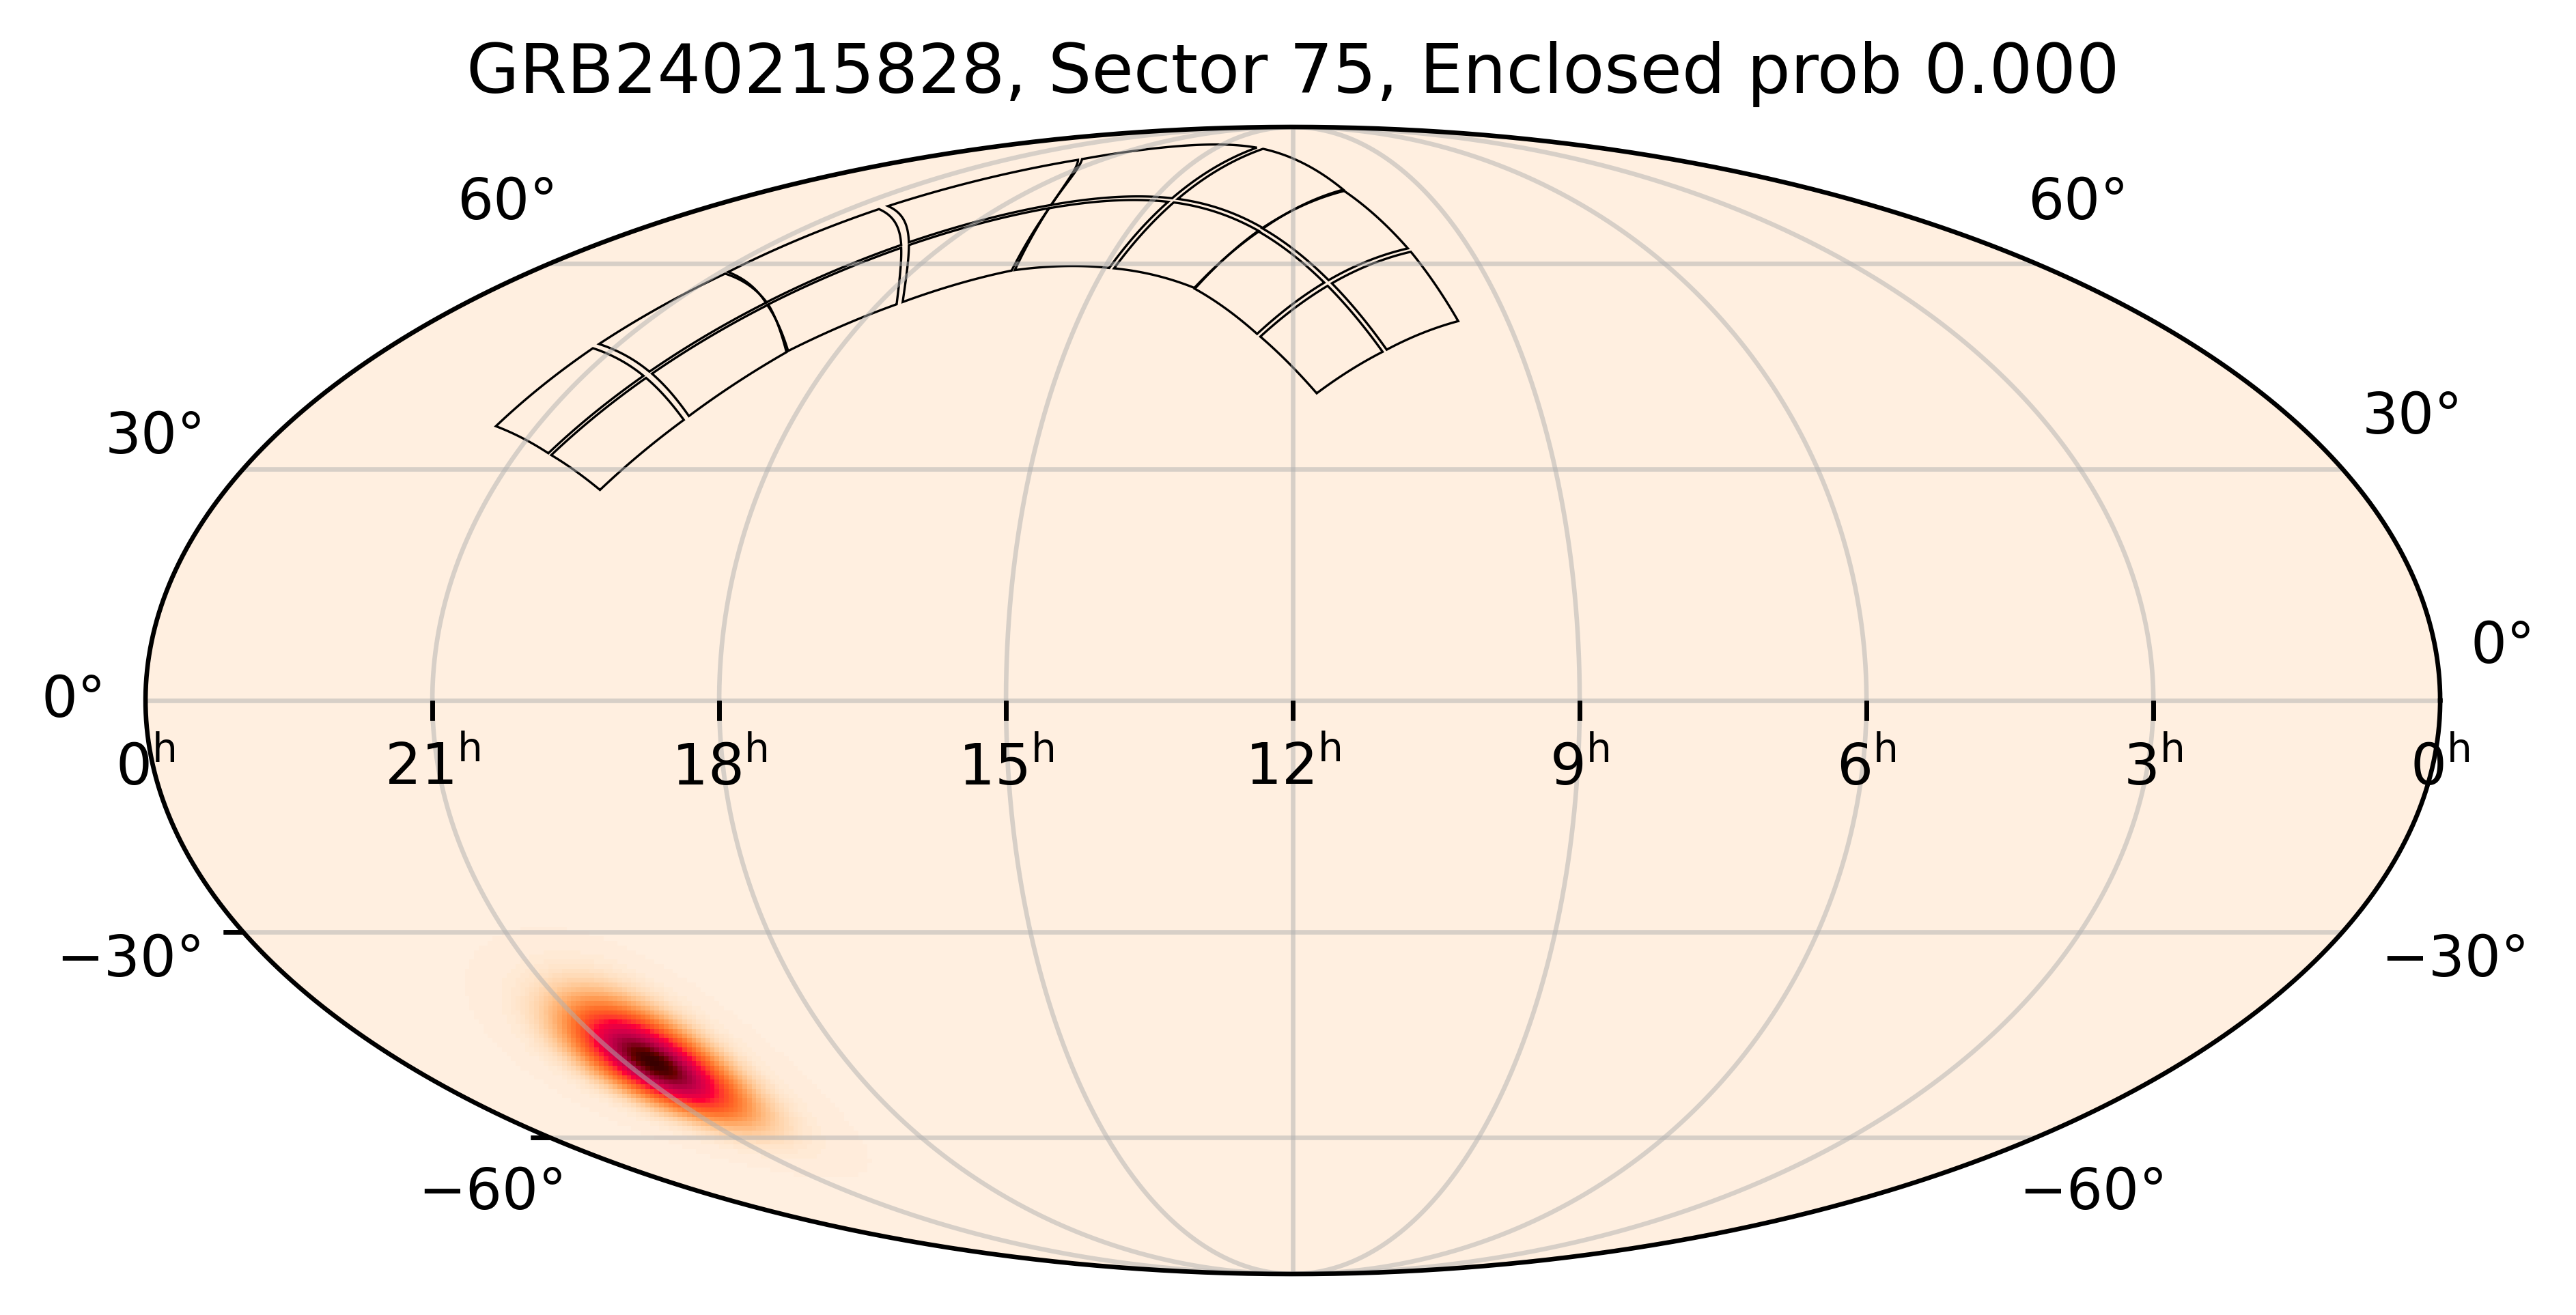 GRB240215828, Sector 75, Enclosed prob 0.000
60° 60°
30° 30°
0° 0°
0ʰ 21ʰ 18ʰ 15ʰ 12ʰ 9ʰ 6ʰ 3ʰ 0ʰ
−30° −30°
−60° −60°